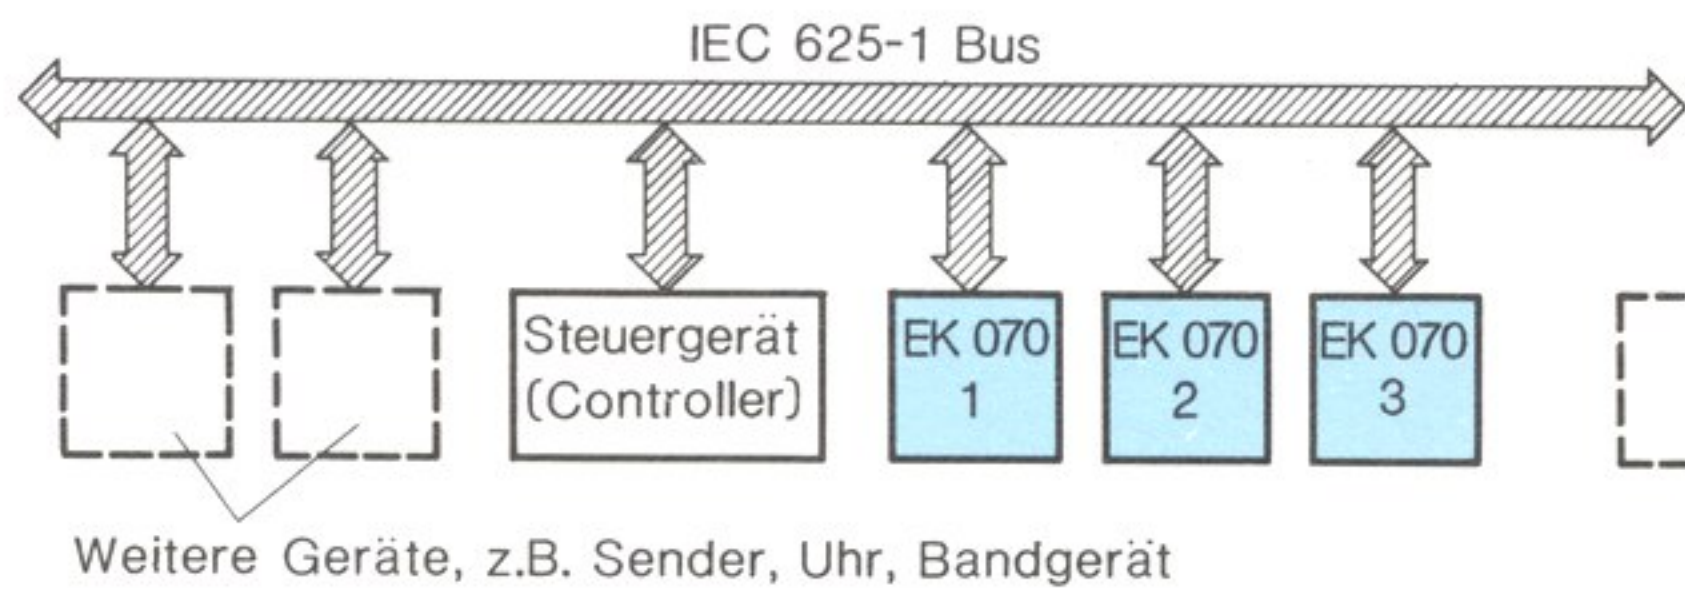 IEC 625-1 Bus
Steuergerät
(Controller)
EK 070
1
EK 070
2
EK 070
3
Weitere Geräte, z.B. Sender, Uhr, Bandgerät